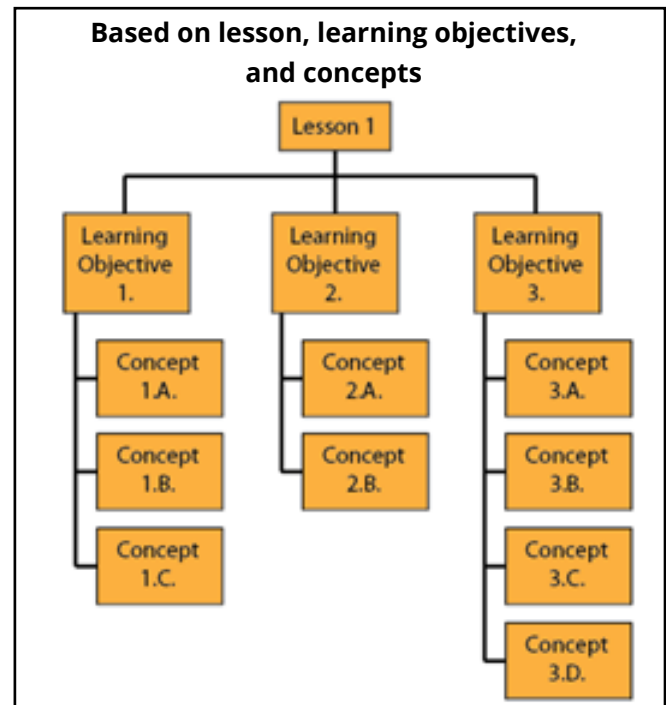 Based on lesson, learning objectives,
and concepts
Lesson 1
Learning
Objective
1.
Learning
Objective
2.
Learning
Objective
3.
Concept
1.A.
Concept
1.B.
Concept
1.C.
Concept
2.A.
Concept
2.B.
Concept
3.A.
Concept
3.B.
Concept
3.C.
Concept
3.D.